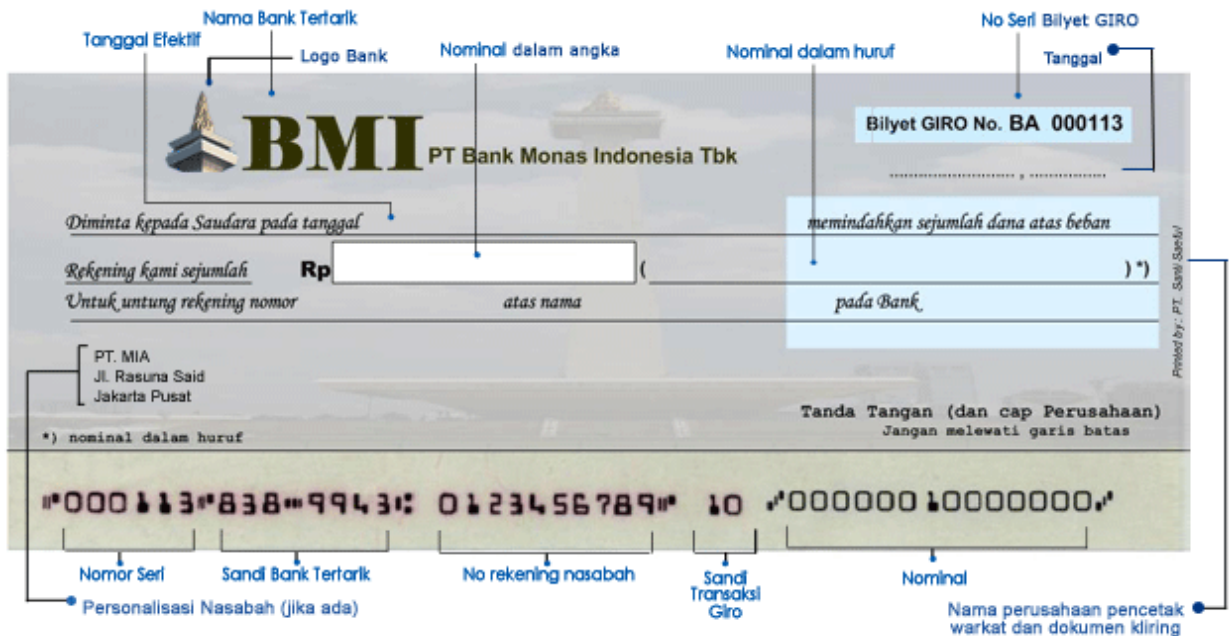 Nama Bank Tertarik
No Seri Bilyet GIRO
Tanggal Efektif
Logo Bank
Nominal dalam angka
Nominal dalam huruf
Tanggal
BMI PT Bank Monas Indonesia Tbk
Bilyet GIRO No. BA 000113
........................... , .................
Diminta kepada Saudara pada tanggal memindahkan sejumlah dana atas beban
Rekening kami sejumlah Rp ( ) *)
Untuk untung rekening nomor atas nama pada Bank
Printed by : PT. Santi Saeful
PT. MIA
Jl. Rasuna Said
Jakarta Pusat
Tanda Tangan (dan cap Perusahaan)
Jangan melewati garis batas
*) nominal dalam huruf
⑈000113⑈838⑉9943⑆ 0123456789⑈ 10 ⑇00000010000000⑇
Nomor Seri
Sandi Bank Tertarik
No rekening nasabah
Sandi
Transaksi
Giro
Nominal
Personalisasi Nasabah (jika ada)
Nama perusahaan pencetak
warkat dan dokumen kliring